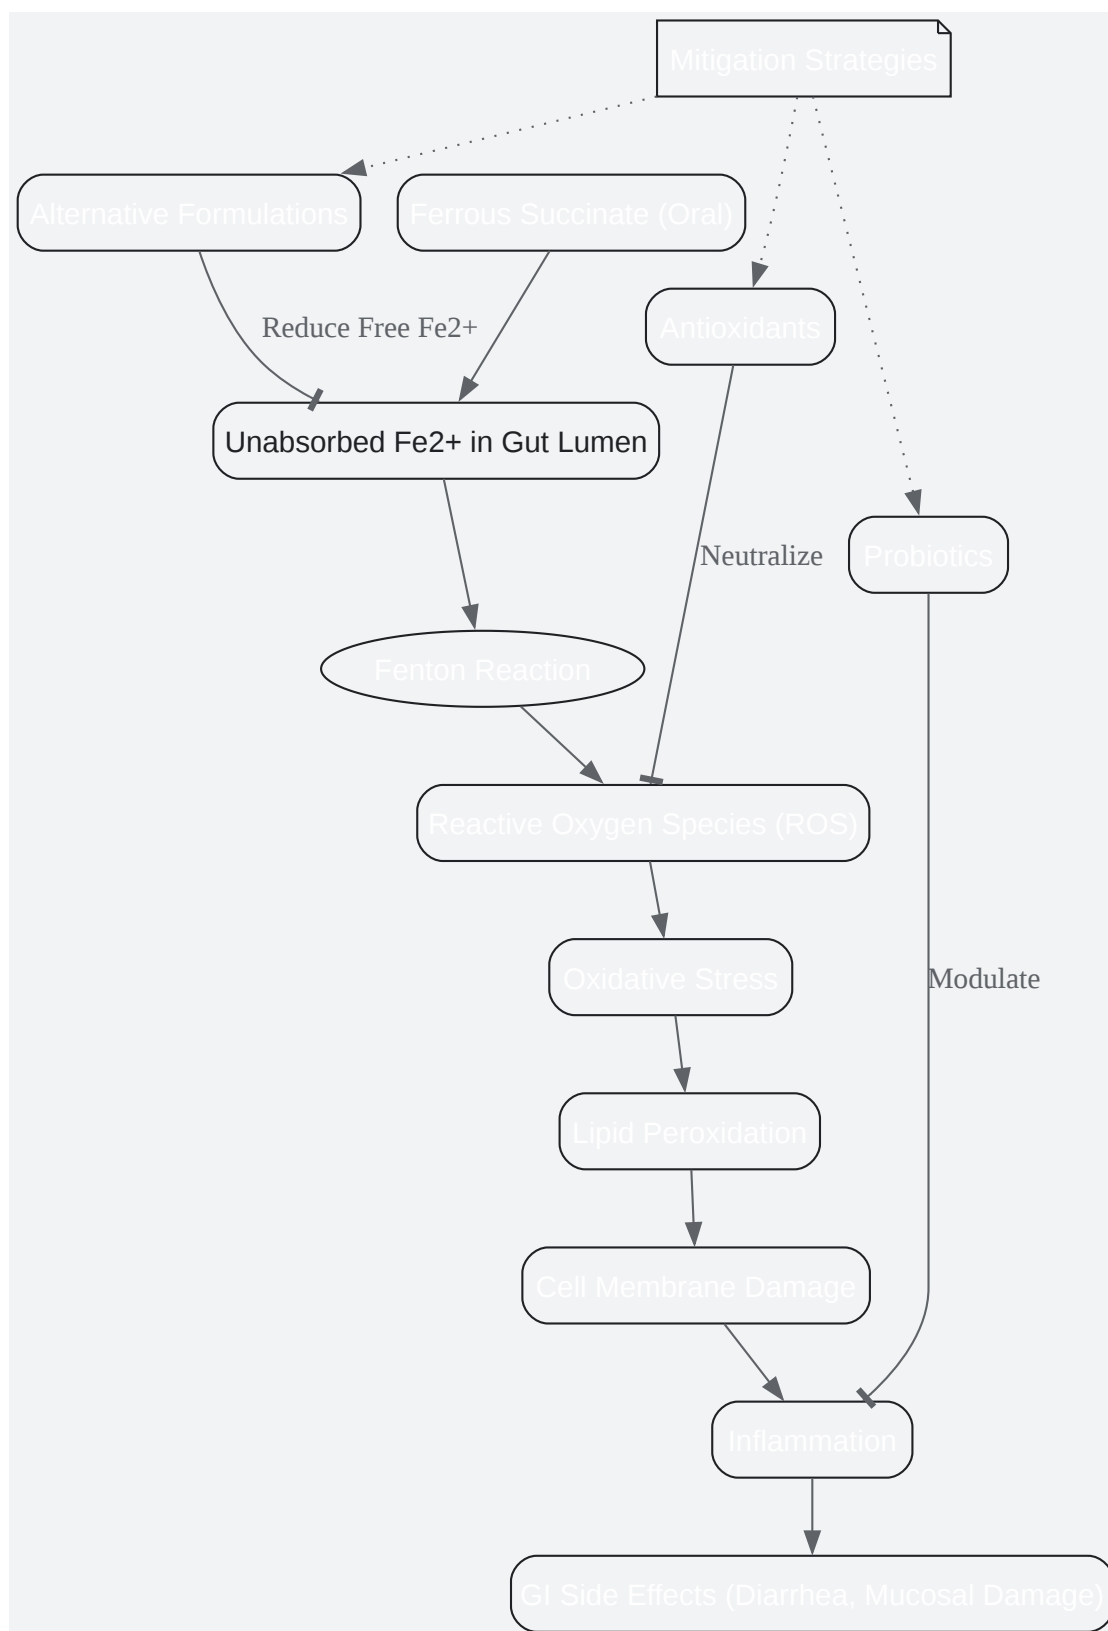 Mitigation Strategies
Alternative Formulations
Ferrous Succinate (Oral)
Reduce Free Fe2+
Antioxidants
Unabsorbed Fe2+ in Gut Lumen
Neutralize
Probiotics
Fenton Reaction
Reactive Oxygen Species (ROS)
Oxidative Stress
Modulate
Lipid Peroxidation
Cell Membrane Damage
Inflammation
GI Side Effects (Diarrhea, Mucosal Damage)